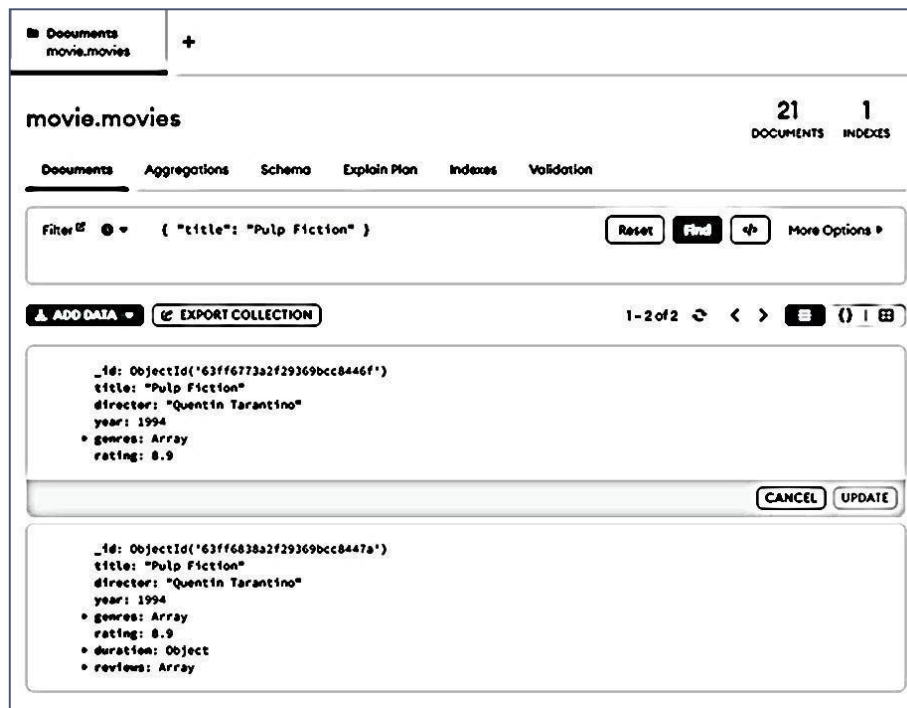 Documents
movie.movies
+
movie.movies
21
DOCUMENTS
1
INDEXES
Documents Aggregations Schema Explain Plan Indexes Validation
Filter { "title": "Pulp Fiction" } Reset Find </> More Options
ADD DATA EXPORT COLLECTION 1-2 of 2 < > {}
_id: ObjectId('63ff6773a2f29369bcc8446f')
title: "Pulp Fiction"
director: "Quentin Tarantino"
year: 1994
genres: Array
rating: 8.9
CANCEL UPDATE
_id: ObjectId('63ff6838a2f29369bcc8447a')
title: "Pulp Fiction"
director: "Quentin Tarantino"
year: 1994
genres: Array
rating: 8.9
duration: Object
reviews: Array